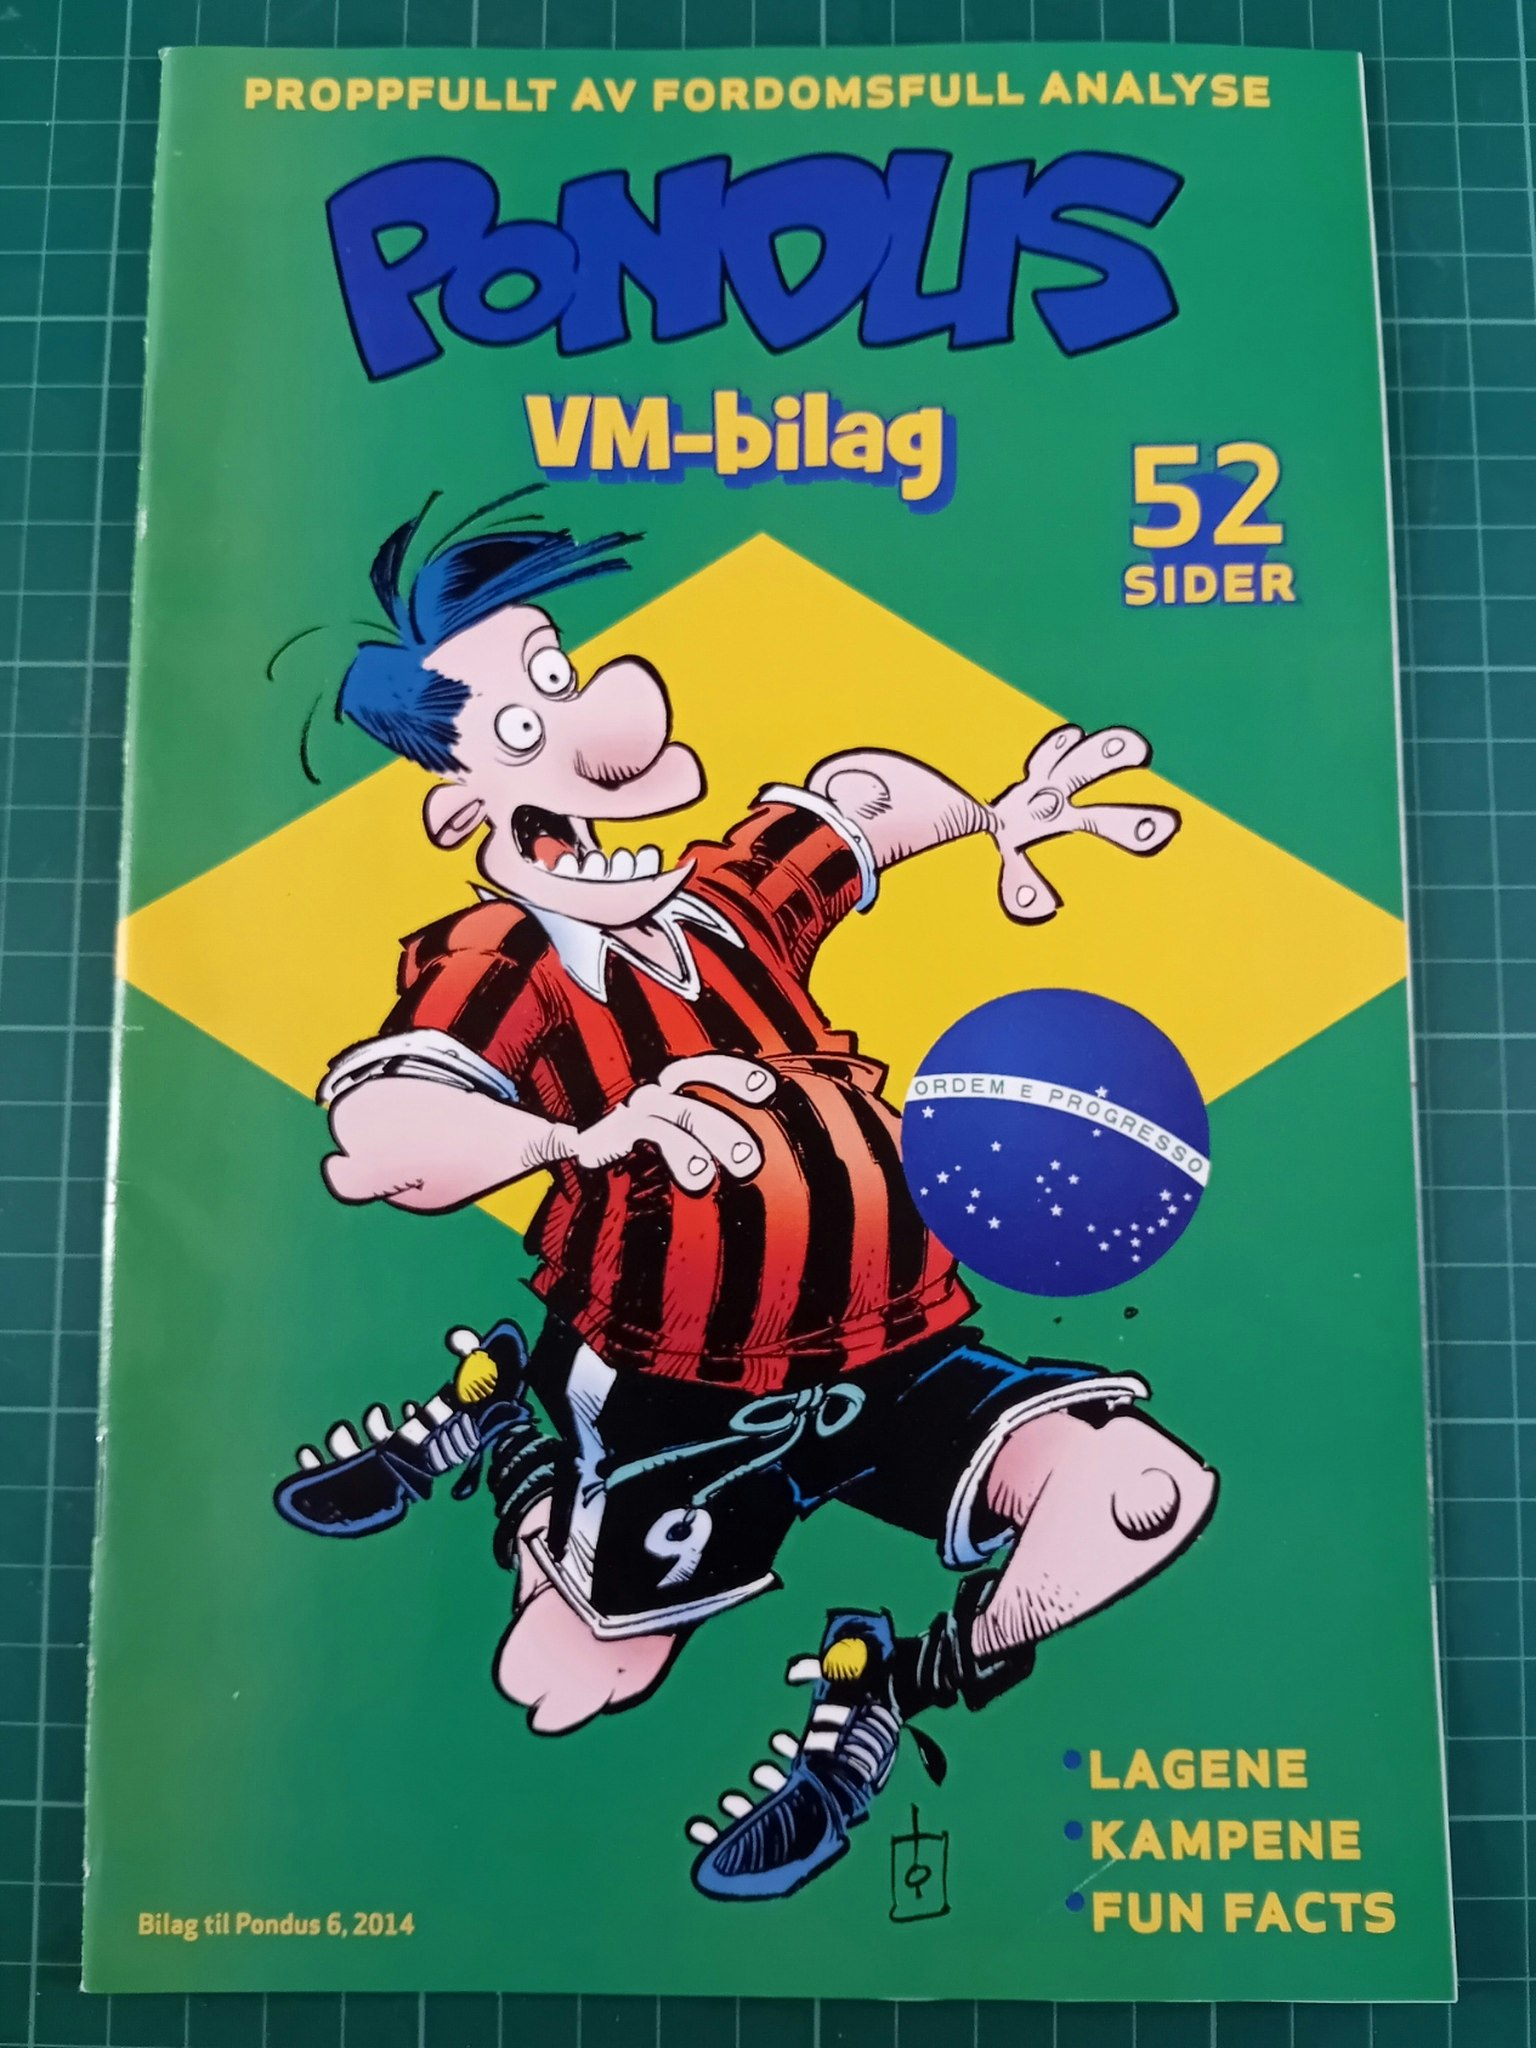 PROPPFULLT AV FORDOMSFULL ANALYSE
PONDUS
VM-bilag
52
SIDER
ORDEM E PROGRESSO
9
•LAGENE
•KAMPENE
•FUN FACTS
Bilag til Pondus 6, 2014